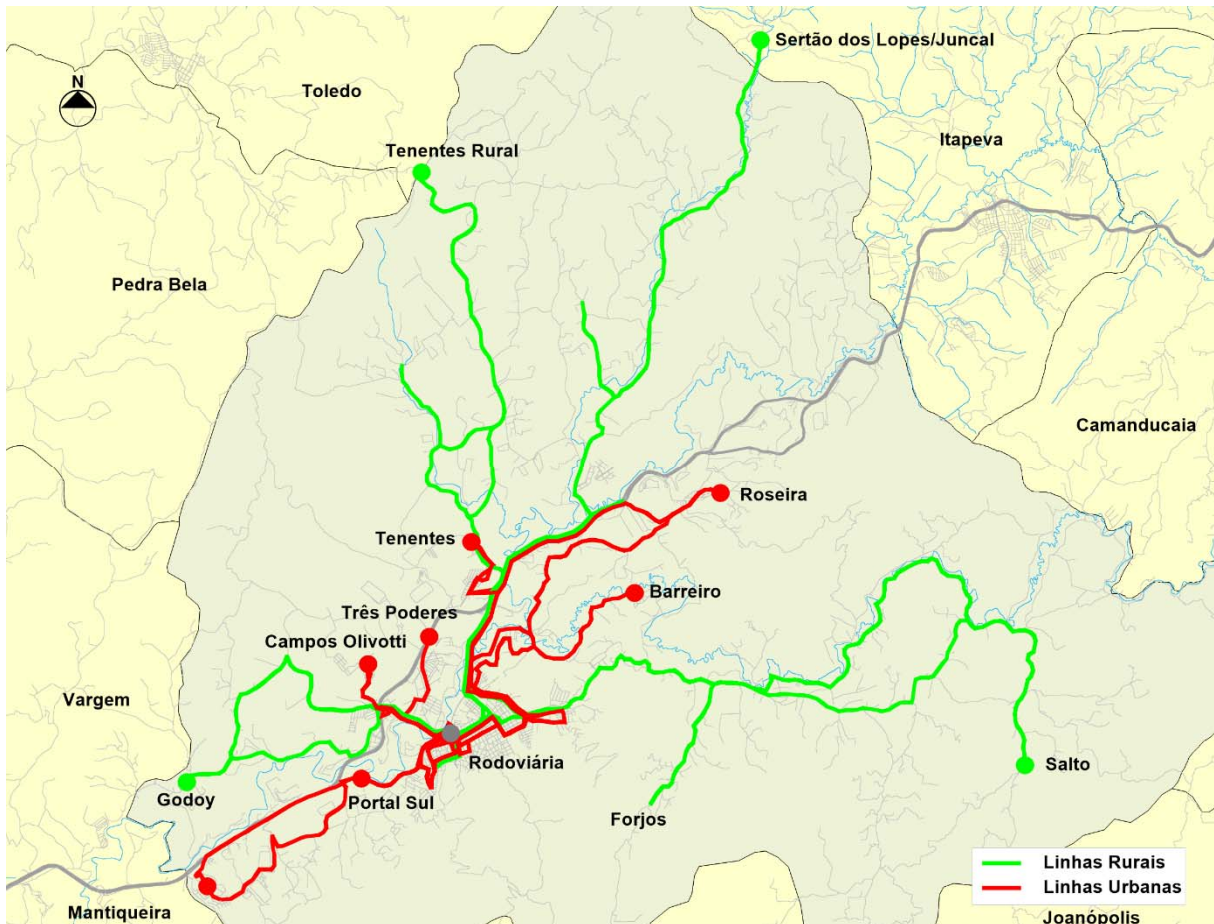 Sertão dos Lopes/Juncal
N
Toledo
Itapeva
Tenentes Rural
Pedra Bela
Camanducaia
Roseira
Tenentes
Barreiro
Três Poderes
Campos Olivotti
Vargem
Rodoviária
Salto
Godoy
Portal Sul
Forjos
Linhas Rurais
Linhas Urbanas
Mantiqueira
Joanópolis